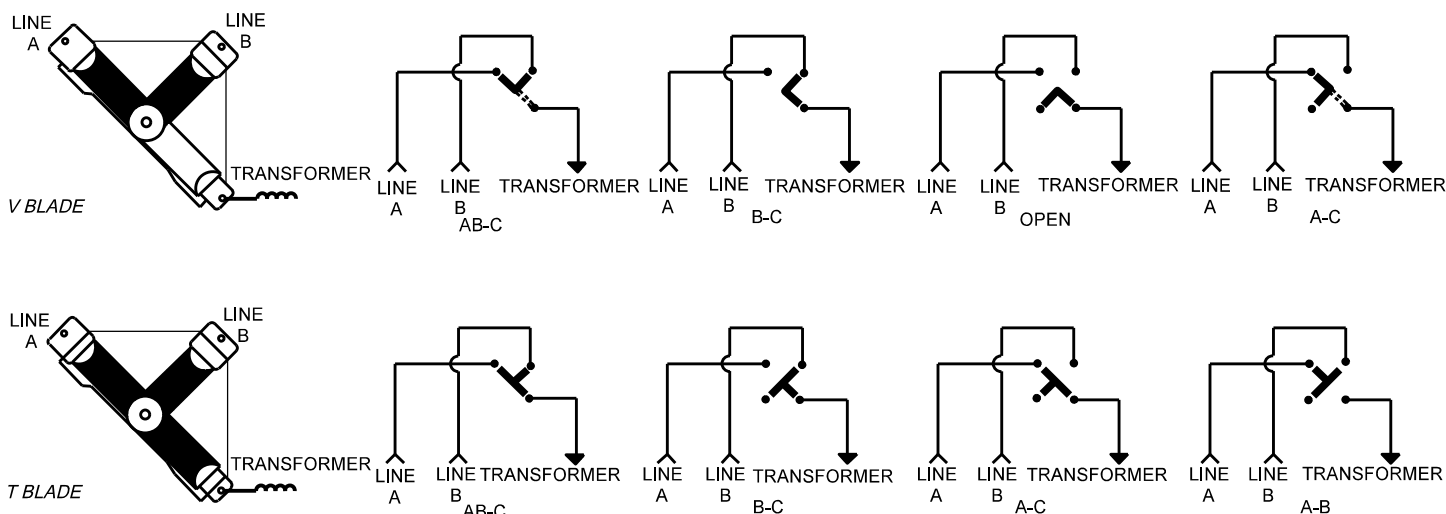 LINE
A
LINE
B
TRANSFORMER
V BLADE
LINE
A
LINE
B
TRANSFORMER
AB-C
LINE
A
LINE
B
TRANSFORMER
B-C
LINE
A
LINE
B
TRANSFORMER
OPEN
LINE
A
LINE
B
TRANSFORMER
A-C
LINE
A
LINE
B
TRANSFORMER
T BLADE
LINE
A
LINE
B
TRANSFORMER
AB-C
LINE
A
LINE
B
TRANSFORMER
B-C
LINE
A
LINE
B
TRANSFORMER
A-C
LINE
A
LINE
B
TRANSFORMER
A-B